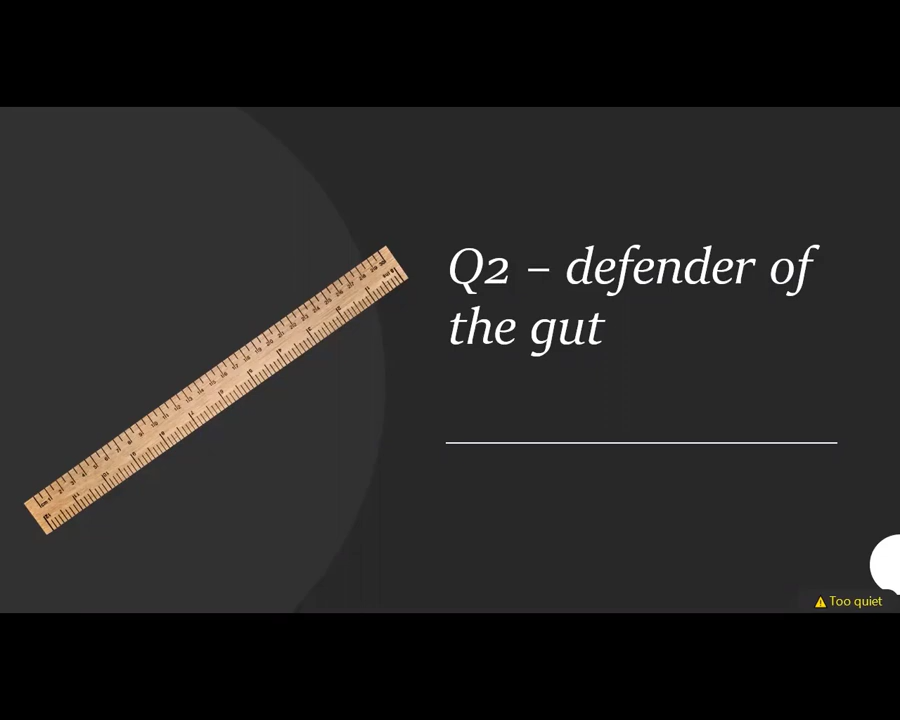 Q2 – defender of
the gut
Too quiet